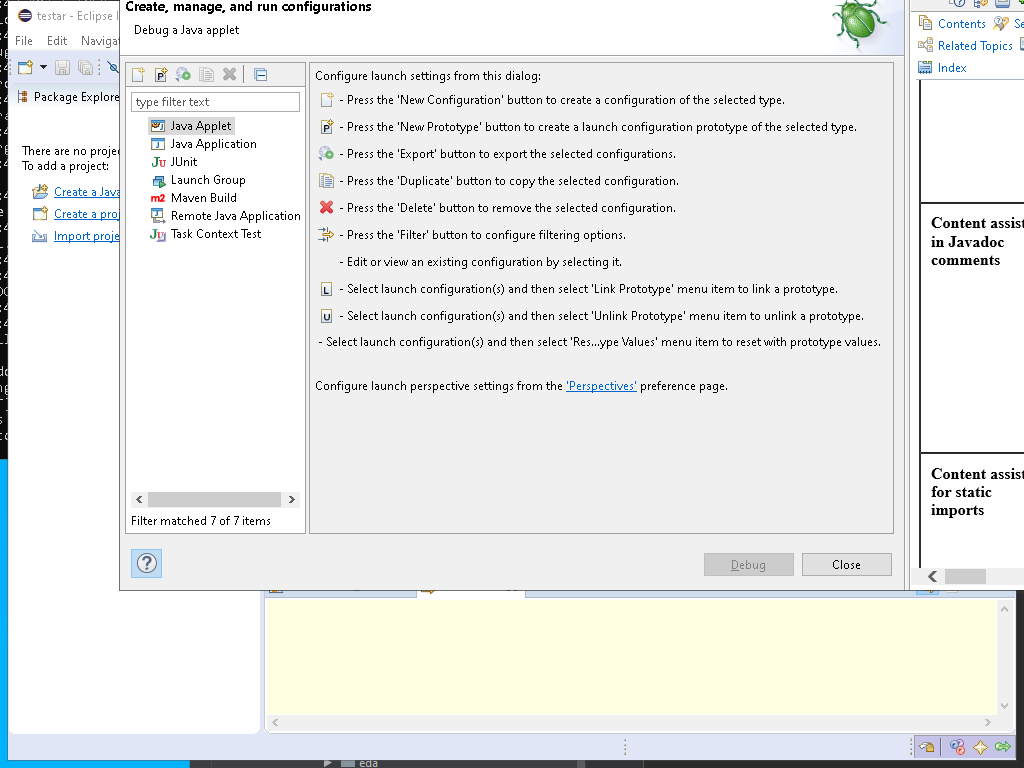 testar - Eclipse I
File Edit Naviga
Package Explore
There are no proje
To add a project:
Create a Java
Create a proj
Import proje
Create, manage, and run configurations
Debug a Java applet
type filter text
Java Applet
Java Application
JUnit
Launch Group
Maven Build
Remote Java Application
Task Context Test
Filter matched 7 of 7 items
Configure launch settings from this dialog:
- Press the 'New Configuration' button to create a configuration of the selected type.
- Press the 'New Prototype' button to create a launch configuration prototype of the selected type.
- Press the 'Export' button to export the selected configurations.
- Press the 'Duplicate' button to copy the selected configuration.
- Press the 'Delete' button to remove the selected configuration.
- Press the 'Filter' button to configure filtering options.
- Edit or view an existing configuration by selecting it.
- Select launch configuration(s) and then select 'Link Prototype' menu item to link a prototype.
- Select launch configuration(s) and then select 'Unlink Prototype' menu item to unlink a prototype.
- Select launch configuration(s) and then select 'Res...ype Values' menu item to reset with prototype values.
Configure launch perspective settings from the 'Perspectives' preference page.
Debug
Close
Contents
Se
Related Topics
Index
Content assist
in Javadoc
comments
Content assist
for static
imports
eda